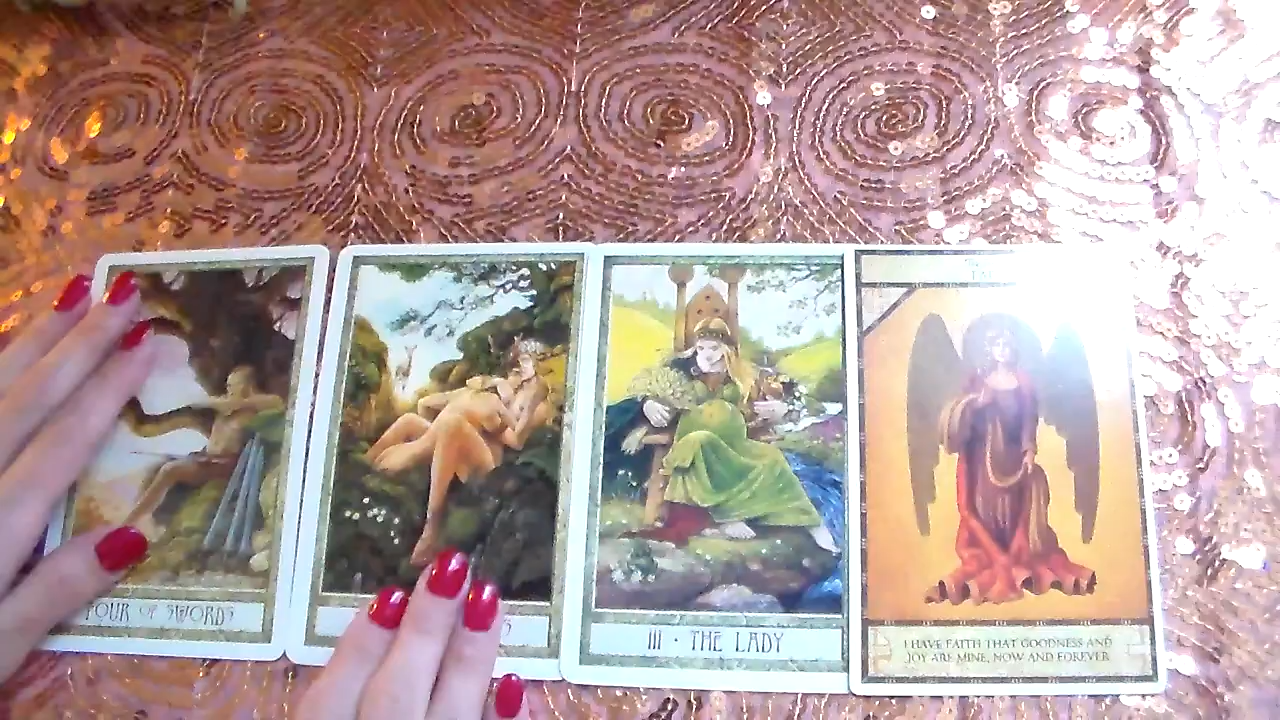 FOUR OF SWORDS
III • THE LADY
I HAVE FAITH THAT GOODNESS AND
JOY ARE MINE, NOW AND FOREVER.